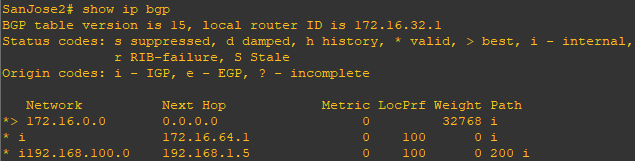 SanJose2# show ip bgp
BGP table version is 15, local router ID is 172.16.32.1
Status codes: s suppressed, d damped, h history, * valid, > best, i - internal,
r RIB-failure, S Stale
Origin codes: i - IGP, e - EGP, ? - incomplete
Network Next Hop Metric LocPrf Weight Path
*> 172.16.0.0 0.0.0.0 0 32768 i
* i 172.16.64.1 0 100 0 i
* i192.168.100.0 192.168.1.5 0 100 0 200 i